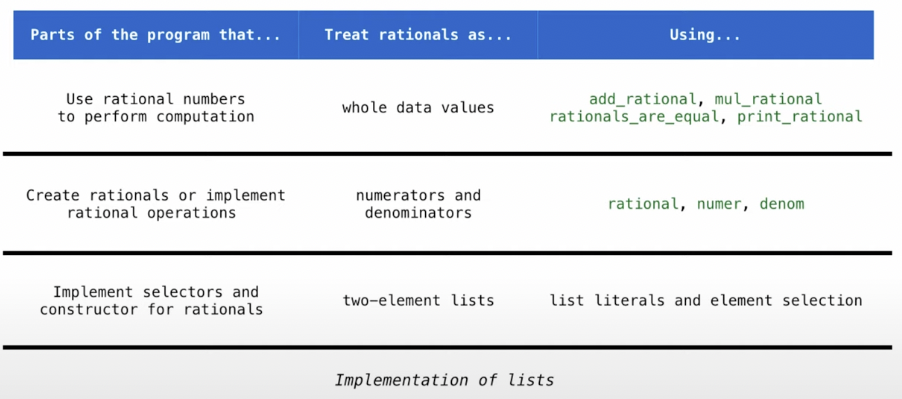 Parts of the program that... Treat rationals as... Using...
Use rational numbers
to perform computation
whole data values
add_rational, mul_rational
rationals_are_equal, print_rational
Create rationals or implement
rational operations
numerators and
denominators
rational, numer, denom
Implement selectors and
constructor for rationals
two-element lists
list literals and element selection
Implementation of lists